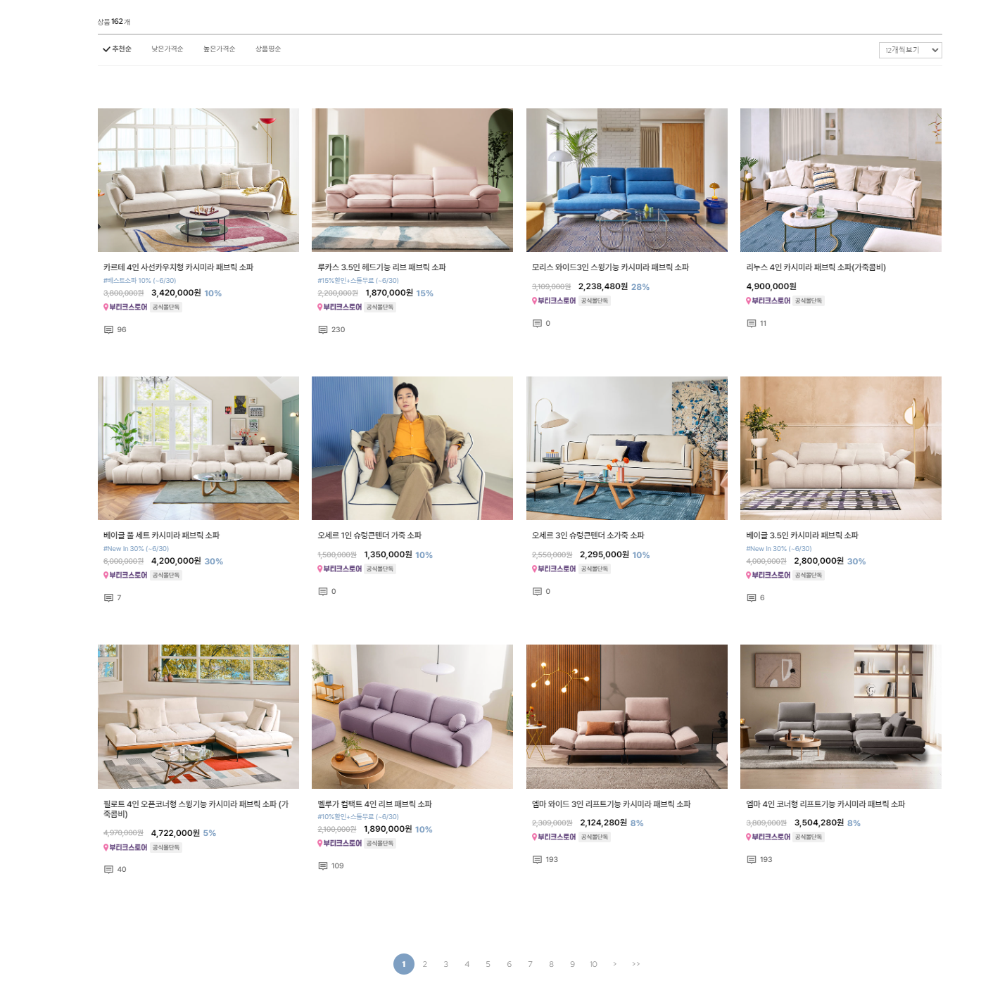 상품 162 개
추천순 낮은가격순 높은가격순 상품평순 12개씩보기
카르테 4인 사선카우치형 카시미라 패브릭 소파
#베스트소파 10% (~6/30)
3,800,000원 3,420,000원 10%
부티크스토어 공식몰단독
96
루카스 3.5인 헤드기능 리브 패브릭 소파
#15%할인+스툴무료 (~6/30)
2,200,000원 1,870,000원 15%
부티크스토어 공식몰단독
230
모리스 와이드3인 스윙기능 카시미라 패브릭 소파
3,109,000원 2,238,480원 28%
부티크스토어 공식몰단독
0
리누스 4인 카시미라 패브릭 소파(가죽콤비)
4,900,000원
부티크스토어 공식몰단독
11
베이글 풀 세트 카시미라 패브릭 소파
#New In 30% (~6/30)
6,000,000원 4,200,000원 30%
부티크스토어 공식몰단독
7
오세르 1인 슈렁큰텐더 가죽 소파
1,500,000원 1,350,000원 10%
부티크스토어 공식몰단독
0
오세르 3인 슈렁큰텐더 소가죽 소파
2,550,000원 2,295,000원 10%
부티크스토어 공식몰단독
0
베이글 3.5인 카시미라 패브릭 소파
#New In 30% (~6/30)
4,000,000원 2,800,000원 30%
부티크스토어 공식몰단독
6
필로트 4인 오픈코너형 스윙기능 카시미라 패브릭 소파 (가
죽콤비)
4,970,000원 4,722,000원 5%
부티크스토어 공식몰단독
40
벨루가 컴팩트 4인 리브 패브릭 소파
#10%할인+스툴무료 (~6/30)
2,100,000원 1,890,000원 10%
부티크스토어 공식몰단독
109
엠마 와이드 3인 리프트기능 카시미라 패브릭 소파
2,309,000원 2,124,280원 8%
부티크스토어 공식몰단독
193
엠마 4인 코너형 리프트기능 카시미라 패브릭 소파
3,809,000원 3,504,280원 8%
부티크스토어 공식몰단독
193
1 2 3 4 5 6 7 8 9 10 > >>